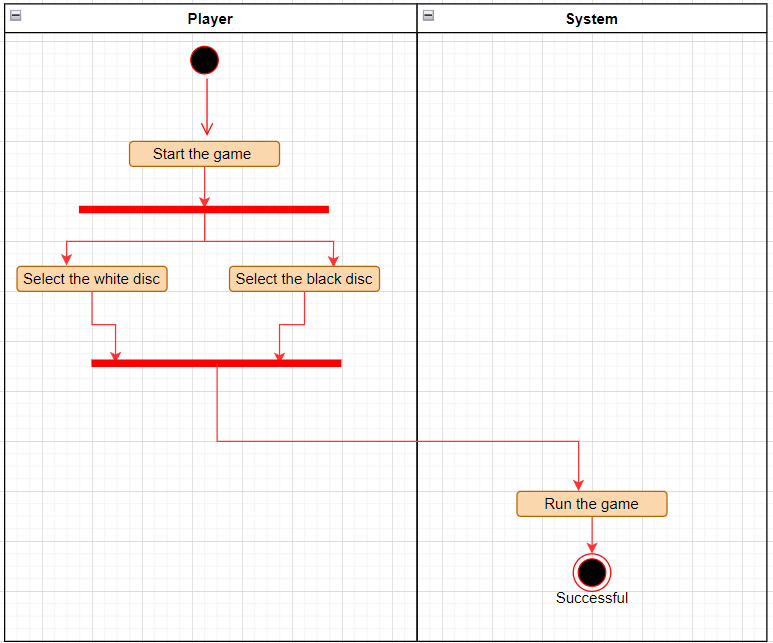 Player
System
Start the game
Select the white disc
Select the black disc
Run the game
Successful